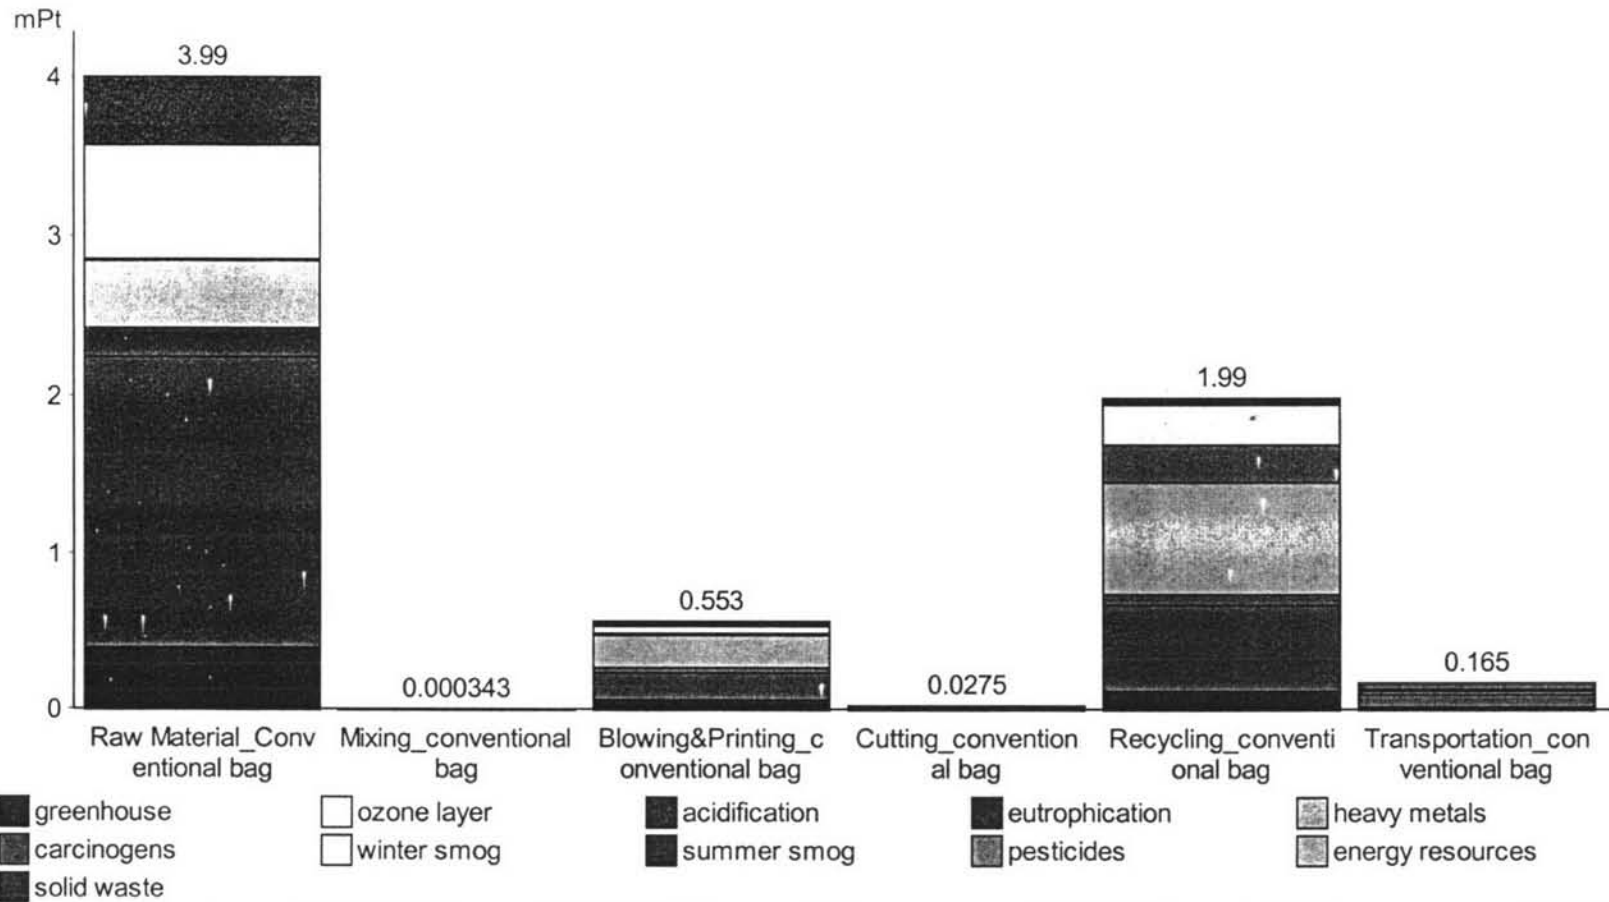 mPt
4
3
2
1
0
3.99
0.000343
0.553
0.0275
1.99
0.165
Raw Material_Conv
entional bag
Mixing_conventional
bag
Blowing&Printing_c
onventional bag
Cutting_convention
al bag
Recycling_conventi
onal bag
Transportation_con
ventional bag
greenhouse
ozone layer
acidification
eutrophication
heavy metals
carcinogens
winter smog
summer smog
pesticides
energy resources
solid waste